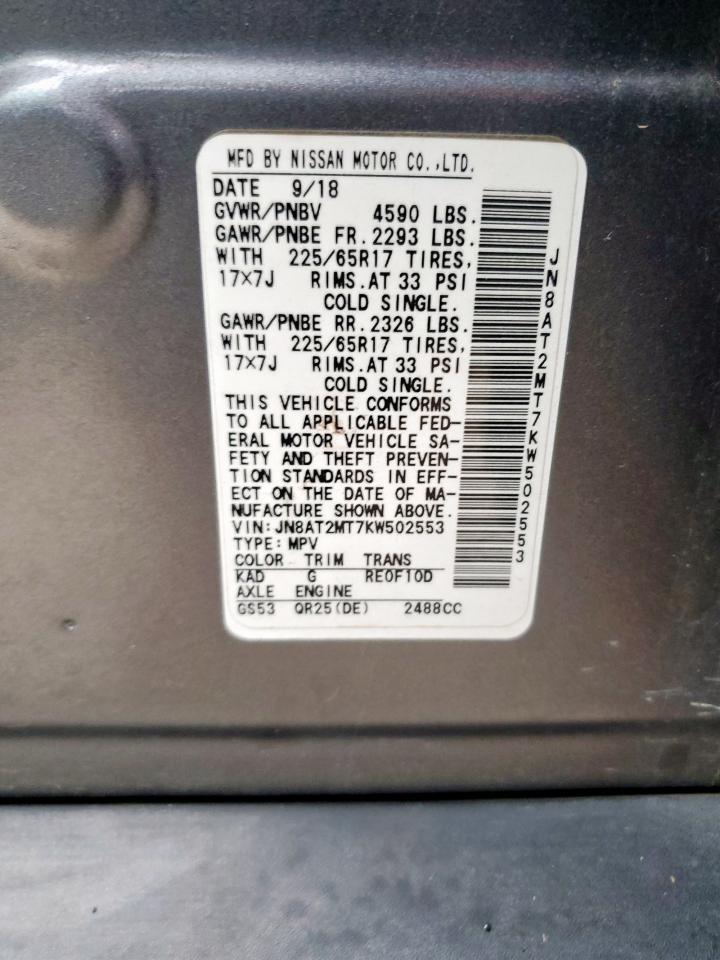 MFD BY NISSAN MOTOR CO.,LTD.
DATE 9/18
GVWR/PNBV 4590 LBS.
GAWR/PNBE FR.2293 LBS.
WITH 225/65R17 TIRES,
17×7J RIMS.AT 33 PSI
COLD SINGLE.
GAWR/PNBE RR.2326 LBS.
WITH 225/65R17 TIRES,
17×7J RIMS.AT 33 PSI
COLD SINGLE.
THIS VEHICLE CONFORMS
TO ALL APPLICABLE FED-
ERAL MOTOR VEHICLE SA-
FETY AND THEFT PREVEN-
TION STANDARDS IN EFF-
ECT ON THE DATE OF MA-
NUFACTURE SHOWN ABOVE.
VIN:JN8AT2MT7KW502553
TYPE:MPV
COLOR TRIM TRANS
KAD G RE0F10D
AXLE ENGINE
GS53 QR25(DE) 2488CC
JN8AT2MT7KW502553